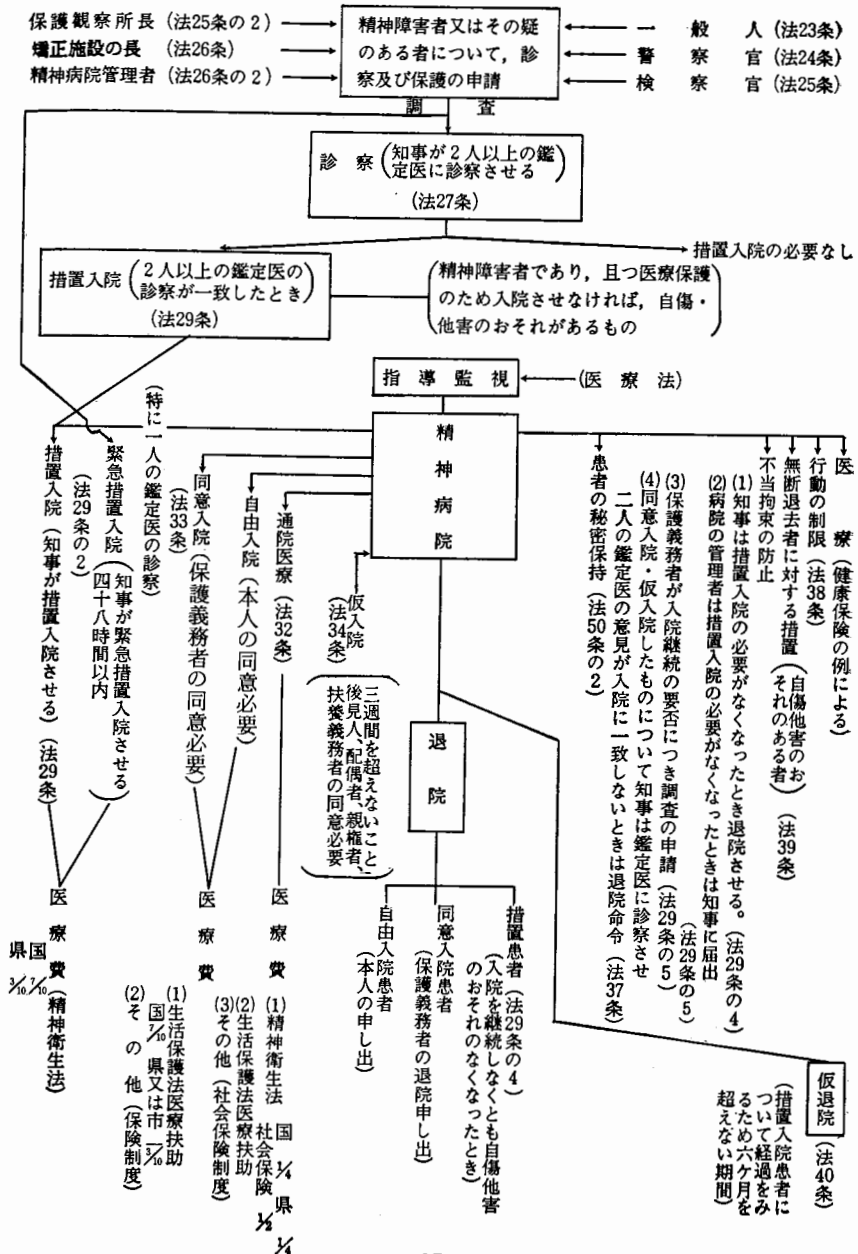 保護観察所長（法25条の2）
矯正施設の長（法26条）
精神病院管理者（法26条の2）
精神障害者又はその疑
のある者について，診
察及び保護の申請
一般人（法23条）
警察官（法24条）
検察官（法25条）
調査
診察（知事が2人以上の鑑
定医に診察させる）
（法27条）
措置入院の必要なし
措置入院（2人以上の鑑定医の
診察が一致したとき）
（法29条）
（精神障害者であり，且つ医療保護
のため入院させなければ，自傷・
他害のおそれがあるもの）
指導監視
（医療法）
精神病院
医療（健康保険の例による）
行動の制限（法38条）
無断退去者に対する措置（自傷他害のお
それのある者）（法39条）
不当拘束の防止
(1)知事は措置入院の必要がなくなったとき退院させる。（法29条の4）
(2)病院の管理者は措置入院の必要がなくなったときは知事に届出
（法29条の5）
(3)保護義務者が入院継続の要否につき調査の申請（法29条の5）
(4)同意入院・仮入院したものについて知事は鑑定医に診察させ
二人の鑑定医の意見が入院に一致しないときは退院命令（法37条）
患者の秘密保持（法50条の2）
仮入院
（法34条）
（三週間を超えないこと
後見人、配偶者、親権者、
扶養義務者の同意必要）
通院医療（法32条）
自由入院（本人の同意必要）
同意入院（保護義務者の同意必要）
（法33条）
（特に一人の鑑定医の診察）
緊急措置入院（知事が緊急措置入院させる
四十八時間以内）
（法29条の2）
措置入院（知事が措置入院させる）（法29条）
退院
措置患者（法29条の4）
（入院を継続しなくとも自傷他害
のおそれのなくなったとき）
同意入院患者
（保護義務者の退院申し出）
自由入院患者
（本人の申し出）
仮退院（法40条）
（措置入院患者に
ついて経過をみ
るため六ケ月を
超えない期間）
医療費
(1)精神衛生法 国1/4 県1/4
社会保険1/2
(2)生活保護法医療扶助
(3)その他（社会保険制度）
医療費
(1)生活保護法医療扶助
国7/10 県又は市3/10
(2)その他（保険制度）
医療費（精神衛生法）
国7/10
県3/10